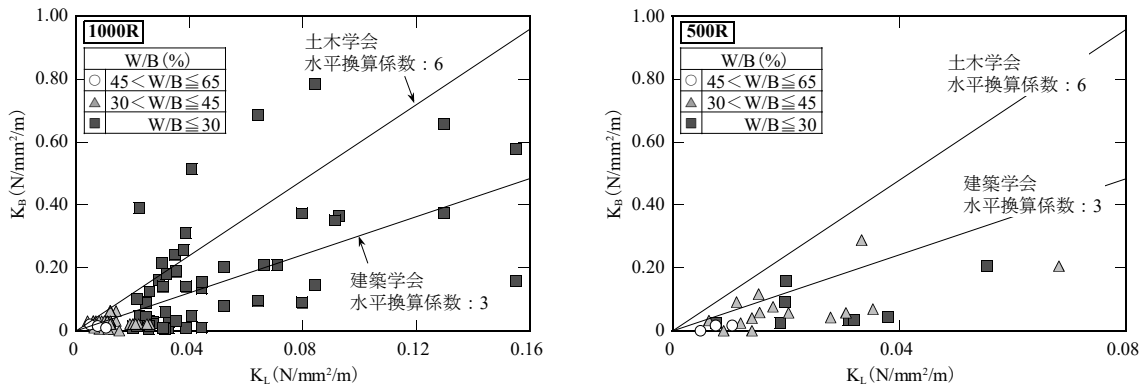 1.00
0.80
0.60
0.40
0.20
0
K_B (N/mm²/m)
1000R
W/B(%)
○ 45<W/B≦65
▲ 30<W/B≦45
■ W/B≦30
土木学会
水平換算係数：6
建築学会
水平換算係数：3
0 0.04 0.08 0.12 0.16
K_L (N/mm²/m)
1.00
0.80
0.60
0.40
0.20
0
K_B (N/mm²/m)
500R
W/B(%)
○ 45<W/B≦65
▲ 30<W/B≦45
■ W/B≦30
土木学会
水平換算係数：6
建築学会
水平換算係数：3
0 0.04 0.08
K_L (N/mm²/m)